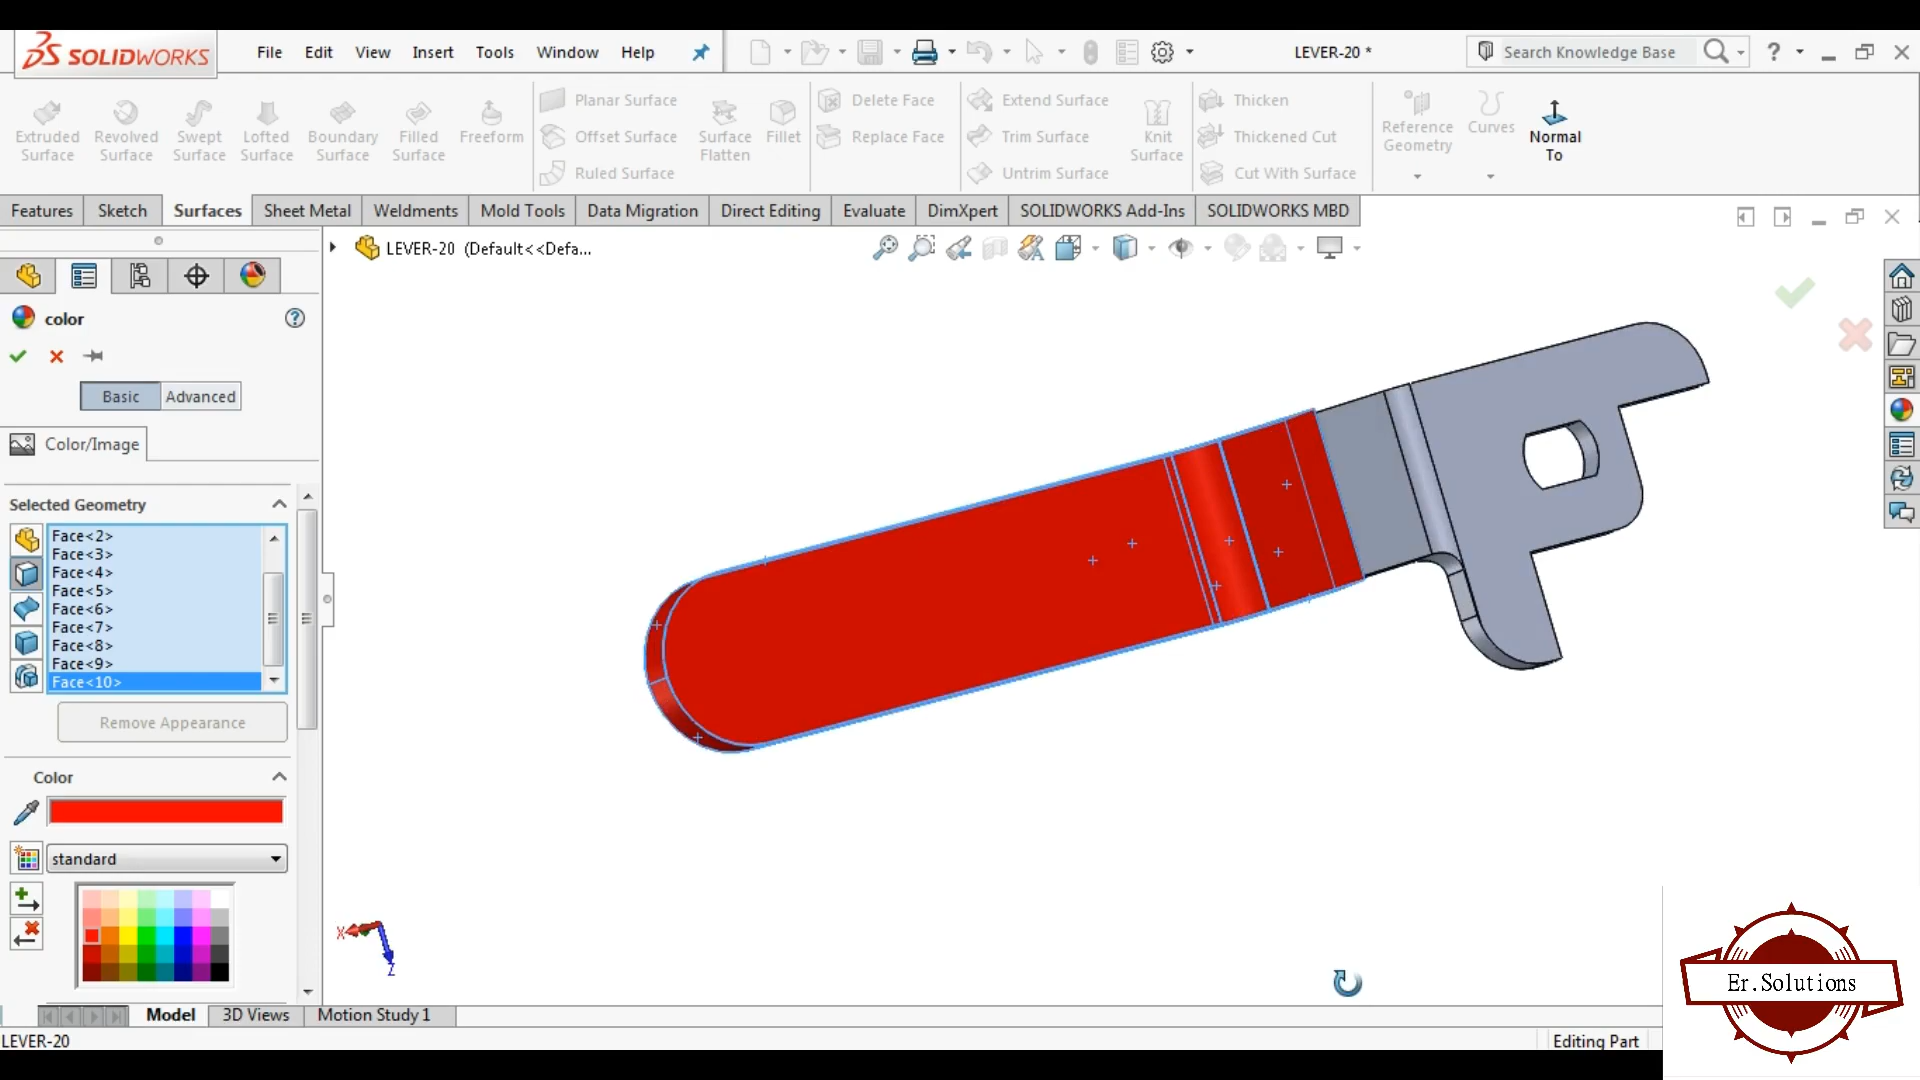 SOLIDWORKS File Edit View Insert Tools Window Help LEVER-20 * Search Knowledge Base ?
Extruded Surface Revolved Surface Swept Surface Lofted Surface Boundary Surface Filled Surface Freeform
Planar Surface
Offset Surface
Ruled Surface
Surface Flatten Fillet
Delete Face
Replace Face
Extend Surface
Trim Surface
Untrim Surface
Knit Surface
Thicken
Thickened Cut
Cut With Surface
Reference Geometry Curves Normal To
Features Sketch Surfaces Sheet Metal Weldments Mold Tools Data Migration Direct Editing Evaluate DimXpert SOLIDWORKS Add-Ins SOLIDWORKS MBD
LEVER-20 (Default<<Defa...
color
Basic Advanced
Color/Image
Selected Geometry
Face<2>
Face<3>
Face<4>
Face<5>
Face<6>
Face<7>
Face<8>
Face<9>
Face<10>
Remove Appearance
Color
standard
X
Z
Er.Solutions
Model 3D Views Motion Study 1
LEVER-20 Editing Part